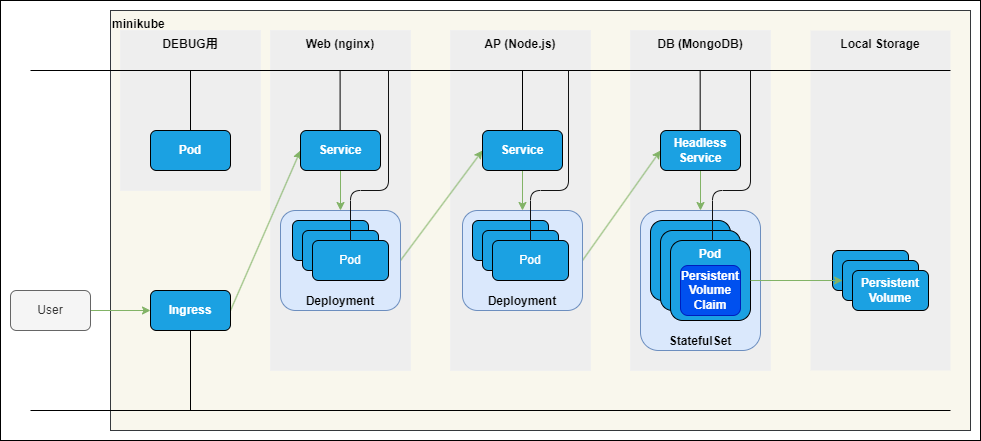 minikube
DEBUG用
Web (nginx)
AP (Node.js)
DB (MongoDB)
Local Storage
Pod
Service
Service
Headless
Service
Pod
Deployment
Pod
Deployment
Pod
Persistent
Volume
Claim
StatefulSet
Persistent
Volume
User
Ingress